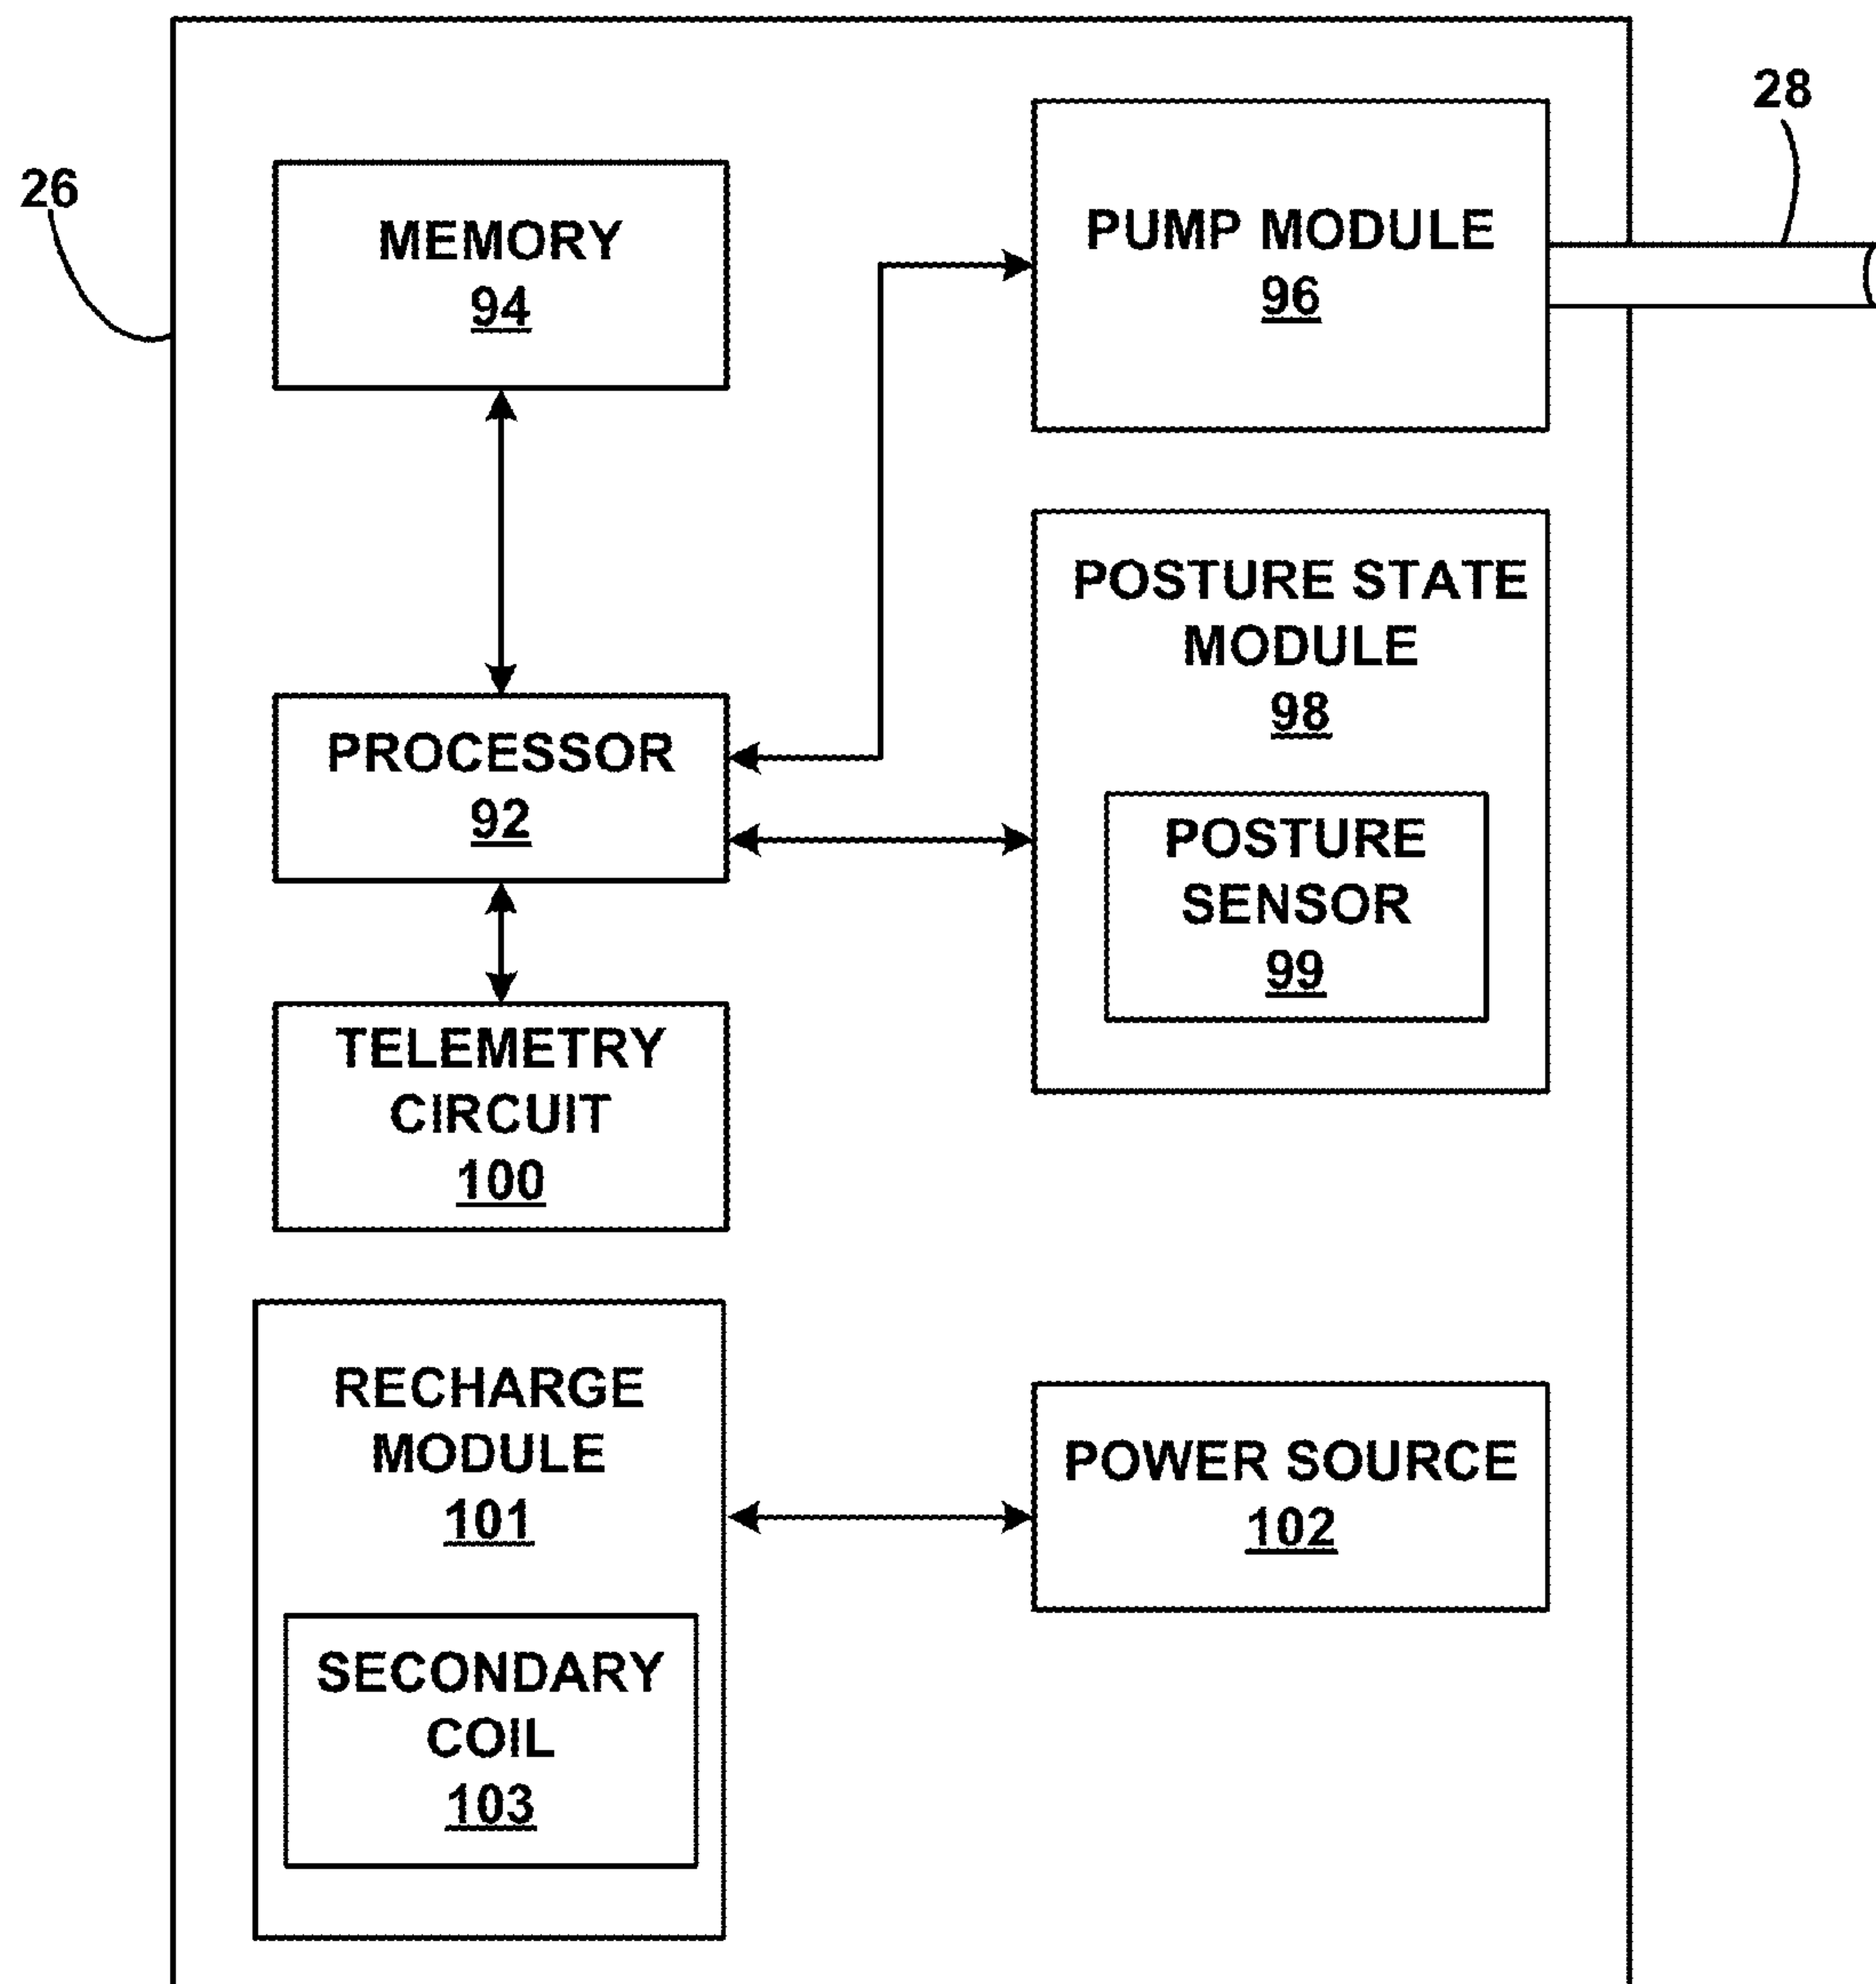 28
26
MEMORY
94
PUMP MODULE
96
POSTURE STATE
MODULE
98
PROCESSOR
92
POSTURE
SENSOR
99
TELEMETRY
CIRCUIT
100
RECHARGE
MODULE
101
POWER SOURCE
102
SECONDARY
COIL
103